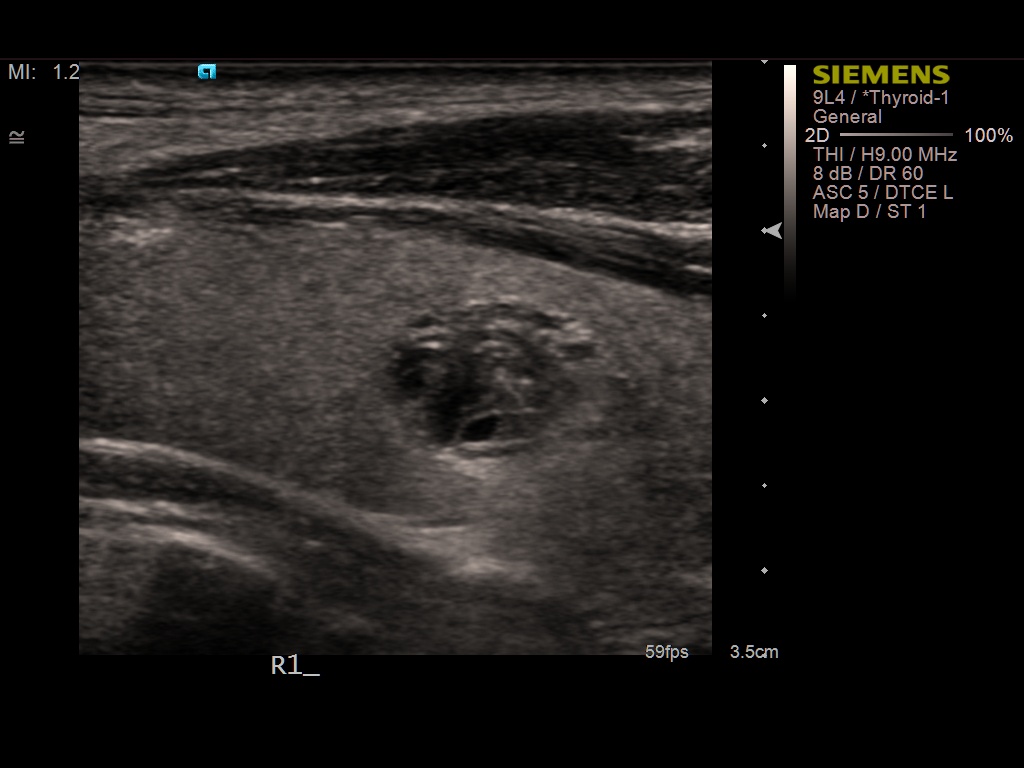 MI: 1.2
SIEMENS
9L4 / *Thyroid-1
General
2D 100%
THI / H9.00 MHz
8 dB / DR 60
ASC 5 / DTCE L
Map D / ST 1
59fps 3.5cm
R1_